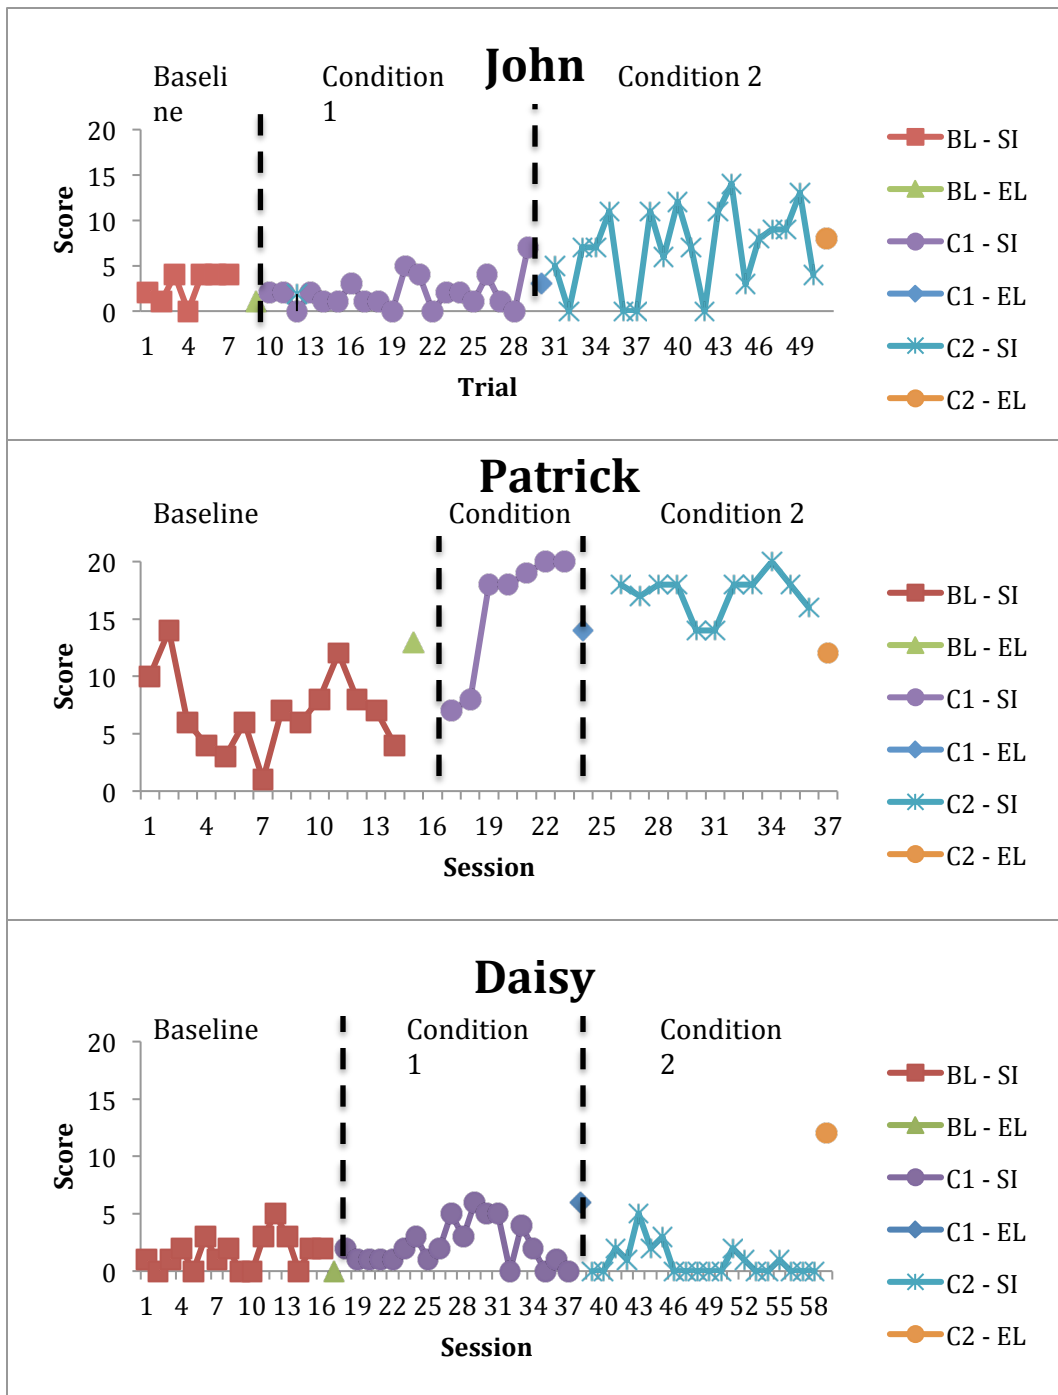 John
Baseli
ne
Condition
1
Condition 2
20
15
10
5
0
Score
1 4 7 10 13 16 19 22 25 28 31 34 37 40 43 46 49
Trial
BL - SI
BL - EL
C1 - SI
C1 - EL
C2 - SI
C2 - EL
Patrick
Baseline
Condition
Condition 2
20
15
10
5
0
Score
1 4 7 10 13 16 19 22 25 28 31 34 37
Session
BL - SI
BL - EL
C1 - SI
C1 - EL
C2 - SI
C2 - EL
Daisy
Baseline
Condition
1
Condition
2
20
15
10
5
0
Score
1 4 7 10 13 16 19 22 25 28 31 34 37 40 43 46 49 52 55 58
Session
BL - SI
BL - EL
C1 - SI
C1 - EL
C2 - SI
C2 - EL